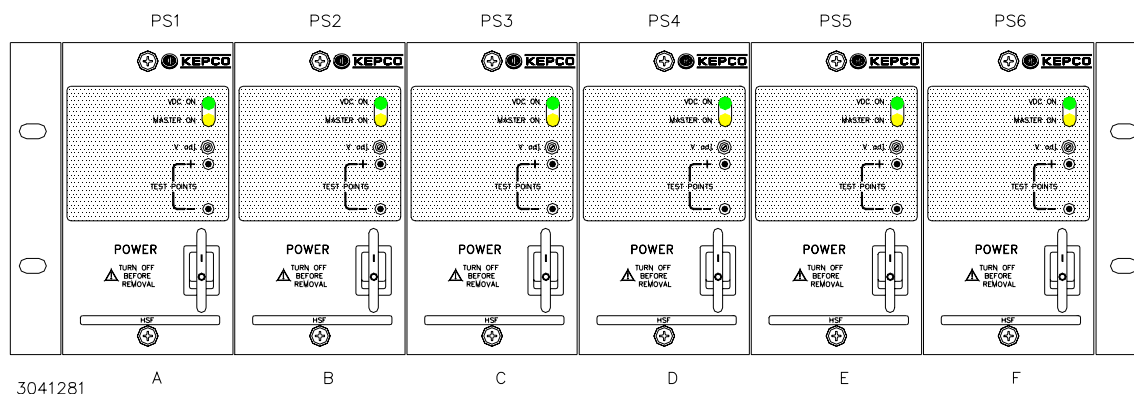 PS1 PS2 PS3 PS4 PS5 PS6
KEPCO KEPCO KEPCO KEPCO KEPCO KEPCO
VDC ON VDC ON VDC ON VDC ON VDC ON VDC ON
MASTER ON MASTER ON MASTER ON MASTER ON MASTER ON MASTER ON
V adj. V adj. V adj. V adj. V adj. V adj.
+ + + + + +
TEST POINTS TEST POINTS TEST POINTS TEST POINTS TEST POINTS TEST POINTS
− − − − − −
POWER POWER POWER POWER POWER POWER
TURN OFF TURN OFF TURN OFF TURN OFF TURN OFF TURN OFF
BEFORE BEFORE BEFORE BEFORE BEFORE BEFORE
REMOVAL REMOVAL REMOVAL REMOVAL REMOVAL REMOVAL
HSF HSF HSF HSF HSF HSF
A B C D E F
3041281